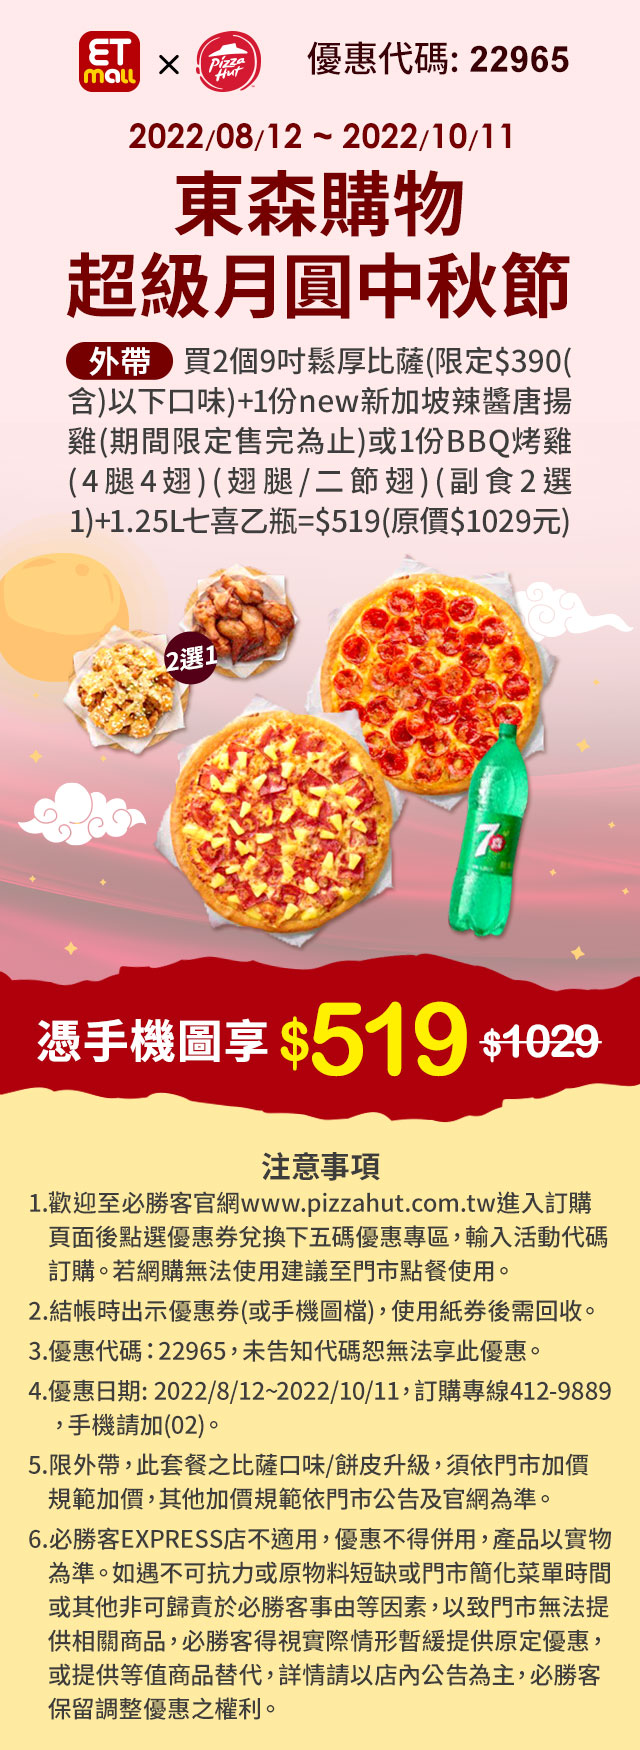 ET
mall
×
Pizza
Hut
優惠代碼: 22965
2022/08/12 ~ 2022/10/11
東森購物
超級月圓中秋節
外帶 買2個9吋鬆厚比薩(限定$390(
含)以下口味)+1份new新加坡辣醬唐揚
雞(期間限定售完為止)或1份BBQ烤雞
(4腿4翅)(翅腿/二節翅)(副食2選
1)+1.25L七喜乙瓶=$519(原價$1029元)
2選1
7喜
憑手機圖享 $519 $1029
注意事項
1.歡迎至必勝客官網www.pizzahut.com.tw進入訂購
頁面後點選優惠券兌換下五碼優惠專區，輸入活動代碼
訂購。若網購無法使用建議至門市點餐使用。
2.結帳時出示優惠券(或手機圖檔)，使用紙券後需回收。
3.優惠代碼：22965，未告知代碼恕無法享此優惠。
4.優惠日期: 2022/8/12~2022/10/11，訂購專線412-9889
，手機請加(02)。
5.限外帶，此套餐之比薩口味/餅皮升級，須依門市加價
規範加價，其他加價規範依門市公告及官網為準。
6.必勝客EXPRESS店不適用，優惠不得併用，產品以實物
為準。如遇不可抗力或原物料短缺或門市簡化菜單時間
或其他非可歸責於必勝客事由等因素，以致門市無法提
供相關商品，必勝客得視實際情形暫緩提供原定優惠，
或提供等值商品替代，詳情請以店內公告為主，必勝客
保留調整優惠之權利。